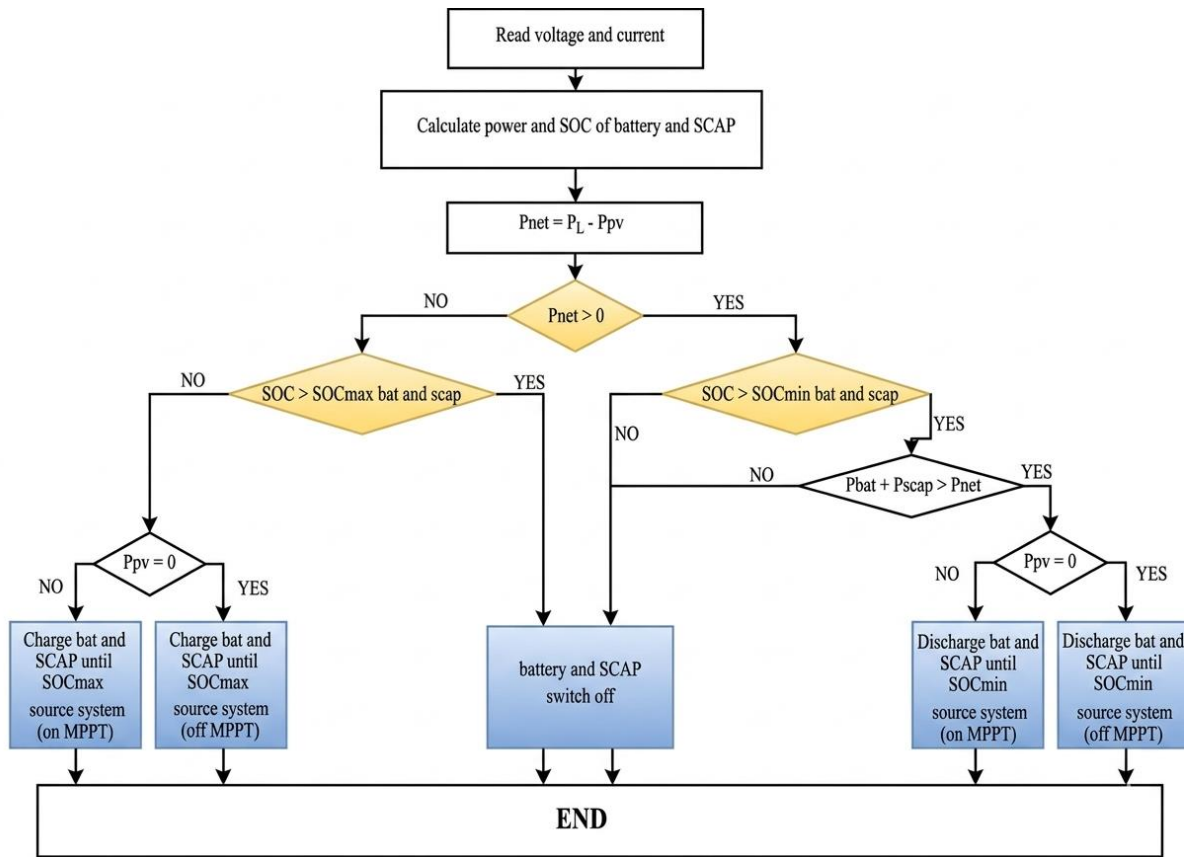 Read voltage and current
Calculate power and SOC of battery and SCAP
Pnet = P_L - Ppv
NO
YES
Pnet > 0
NO
SOC > SOCmax bat and scap
YES
SOC > SOCmin bat and scap
NO
YES
NO
Pbat + Pscap > Pnet
YES
Ppv = 0
NO
YES
Ppv = 0
NO
YES
Charge bat and
SCAP until
SOCmax
source system
(on MPPT)
Charge bat and
SCAP until
SOCmax
source system
(off MPPT)
battery and SCAP
switch off
Discharge bat and
SCAP until
SOCmin
source system
(on MPPT)
Discharge bat and
SCAP until
SOCmin
source system
(off MPPT)
END